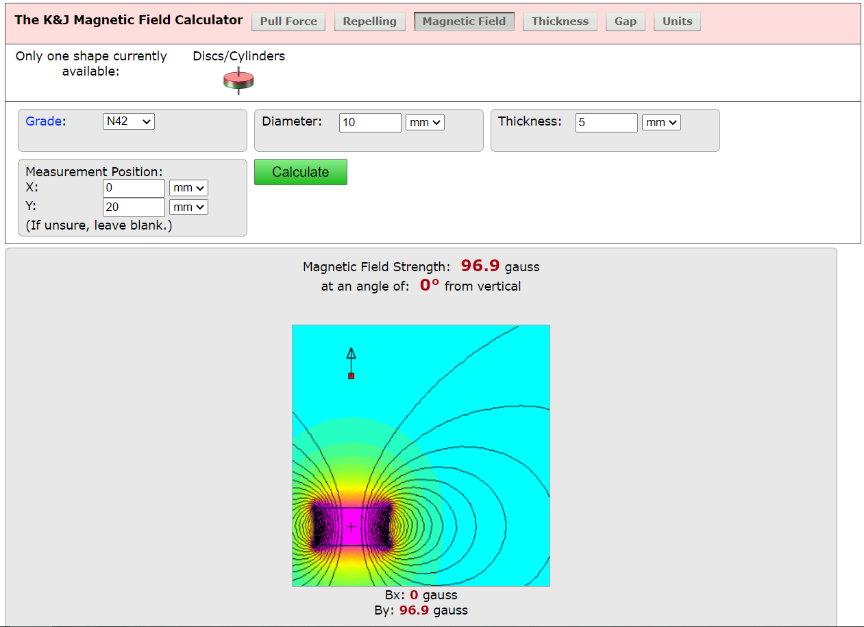 The K&J Magnetic Field Calculator Pull Force Repelling Magnetic Field Thickness Gap Units
Only one shape currently available:
Discs/Cylinders
Grade: N42
Diameter: 10 mm
Thickness: 5 mm
Measurement Position:
X: 0 mm
Y: 20 mm
(If unsure, leave blank.)
Calculate
Magnetic Field Strength: 96.9 gauss
at an angle of: 0° from vertical
Bx: 0 gauss
By: 96.9 gauss